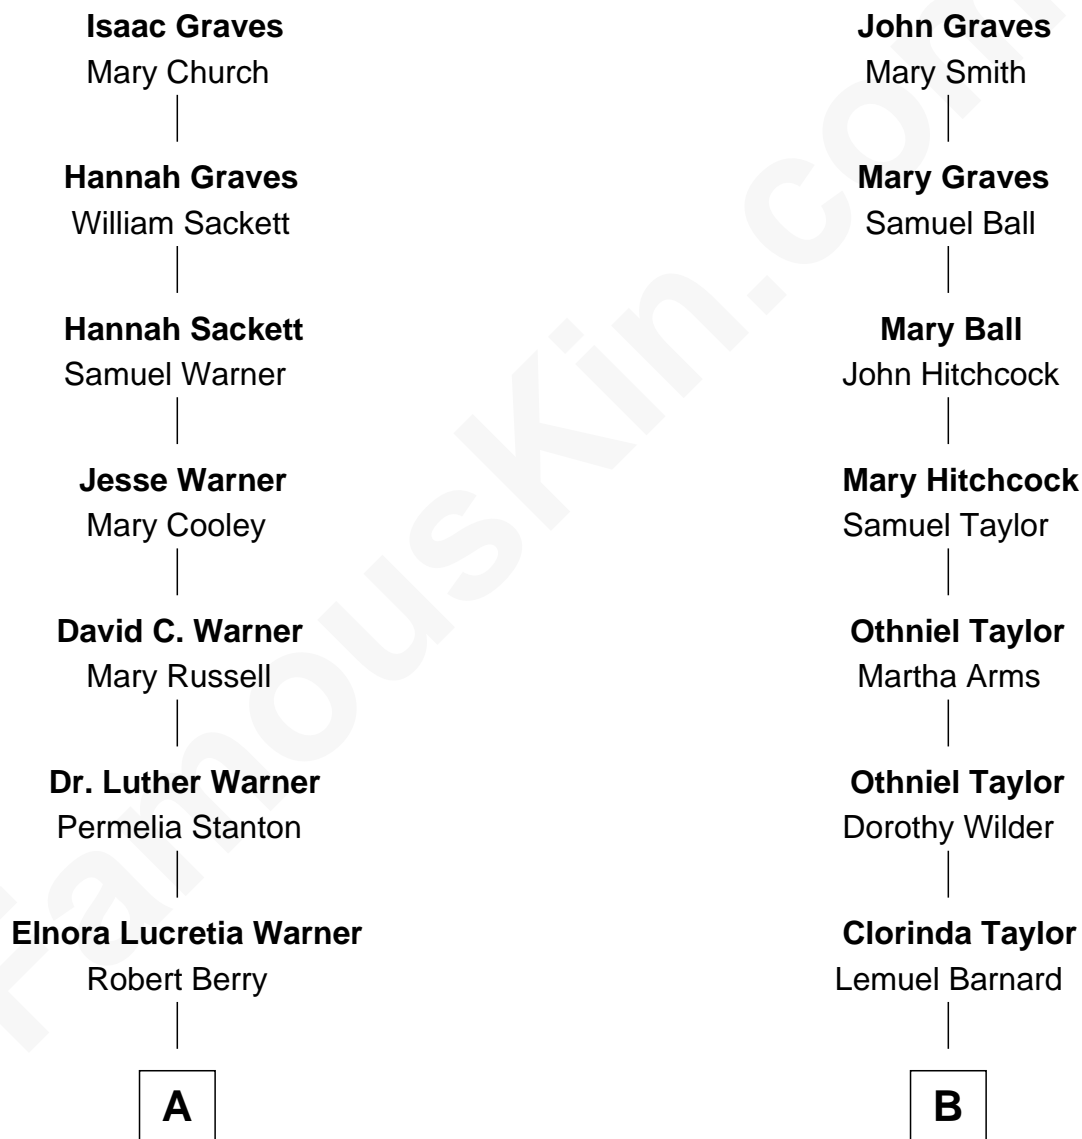 Isaac Graves
Mary Church
Hannah Graves
William Sackett
Hannah Sackett
Samuel Warner
Jesse Warner
Mary Cooley
David C. Warner
Mary Russell
Dr. Luther Warner
Permelia Stanton
Elnora Lucretia Warner
Robert Berry
A
John Graves
Mary Smith
Mary Graves
Samuel Ball
Mary Ball
John Hitchcock
Mary Hitchcock
Samuel Taylor
Othniel Taylor
Martha Arms
Othniel Taylor
Dorothy Wilder
Clorinda Taylor
Lemuel Barnard
B
FamousKin.com